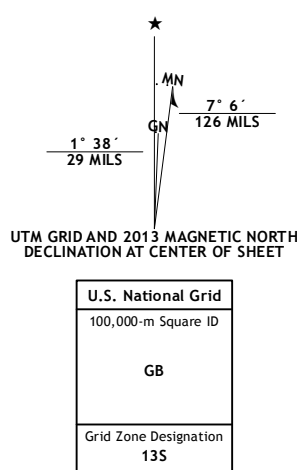 ★
MN
GN
7° 6´
126 MILS
1° 38´
29 MILS
UTM GRID AND 2013 MAGNETIC NORTH
DECLINATION AT CENTER OF SHEET
U.S. National Grid
100,000-m Square ID
GB
Grid Zone Designation
13S